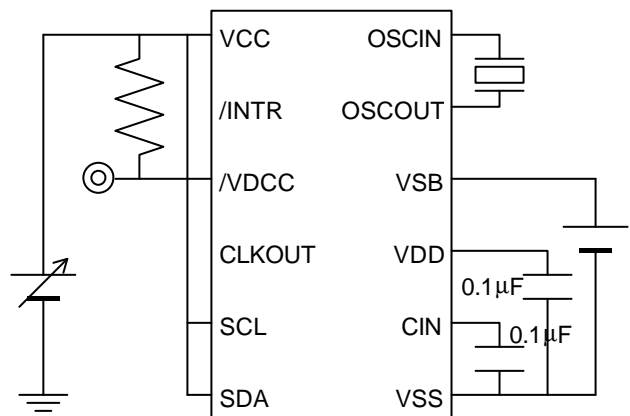 VCC OSCIN
/INTR OSCOUT
/VDCC VSB
CLKOUT VDD
0.1μF
SCL CIN 0.1μF
SDA VSS